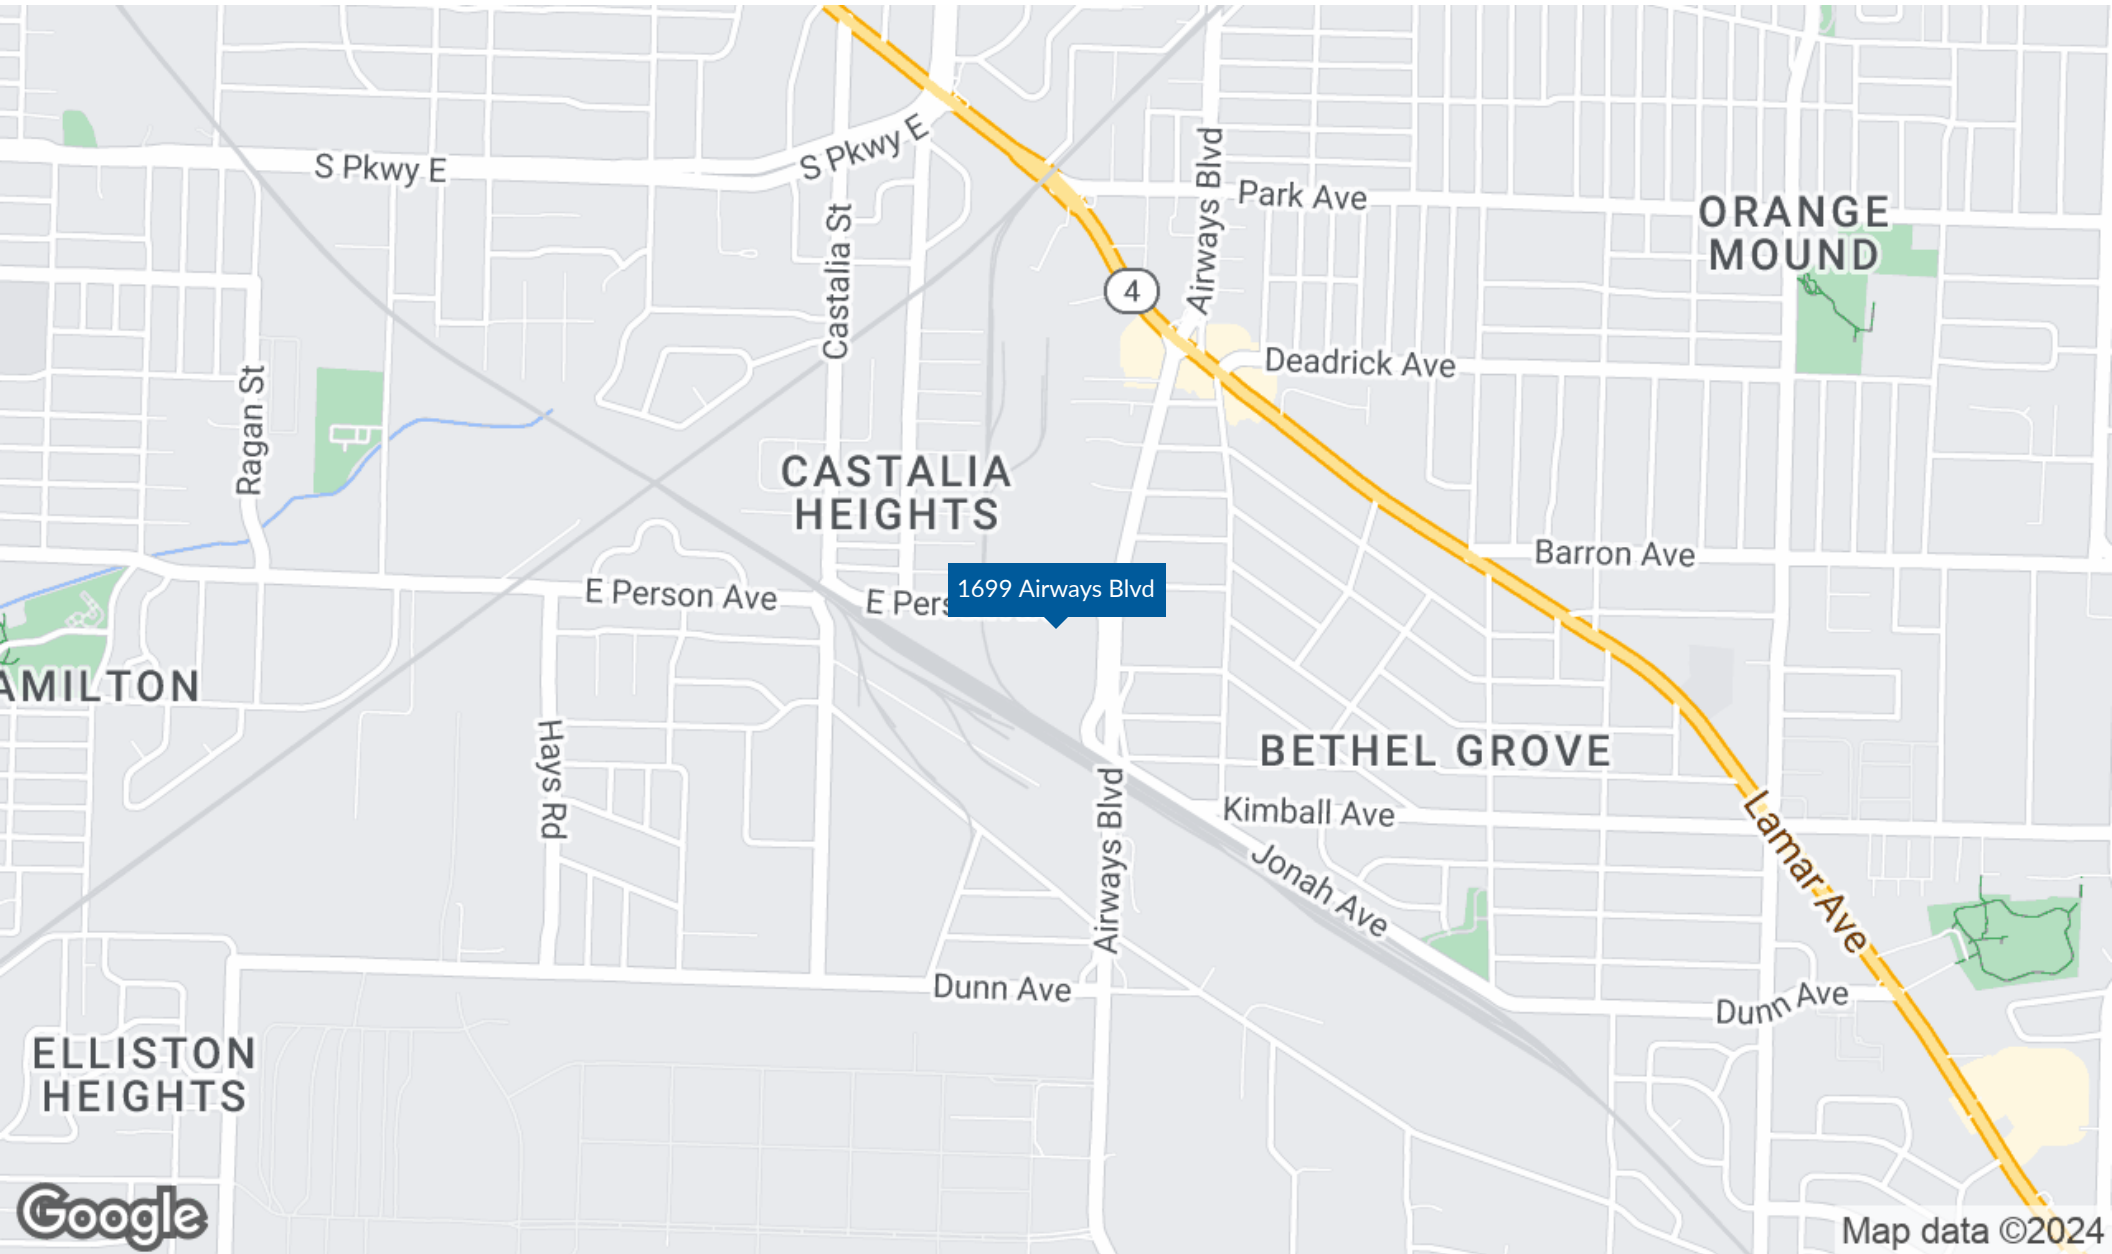 S Pkwy E
S Pkwy E
Airways Blvd
Park Ave
ORANGE
MOUND
Castalia St
4
Deadrick Ave
Ragan St
CASTALIA
HEIGHTS
Barron Ave
E Person Ave
E Pers
1699 Airways Blvd
AMILTON
Hays Rd
BETHEL GROVE
Airways Blvd
Kimball Ave
Lamar Ave
Jonah Ave
Dunn Ave
Dunn Ave
ELLISTON
HEIGHTS
Google
Map data ©2024